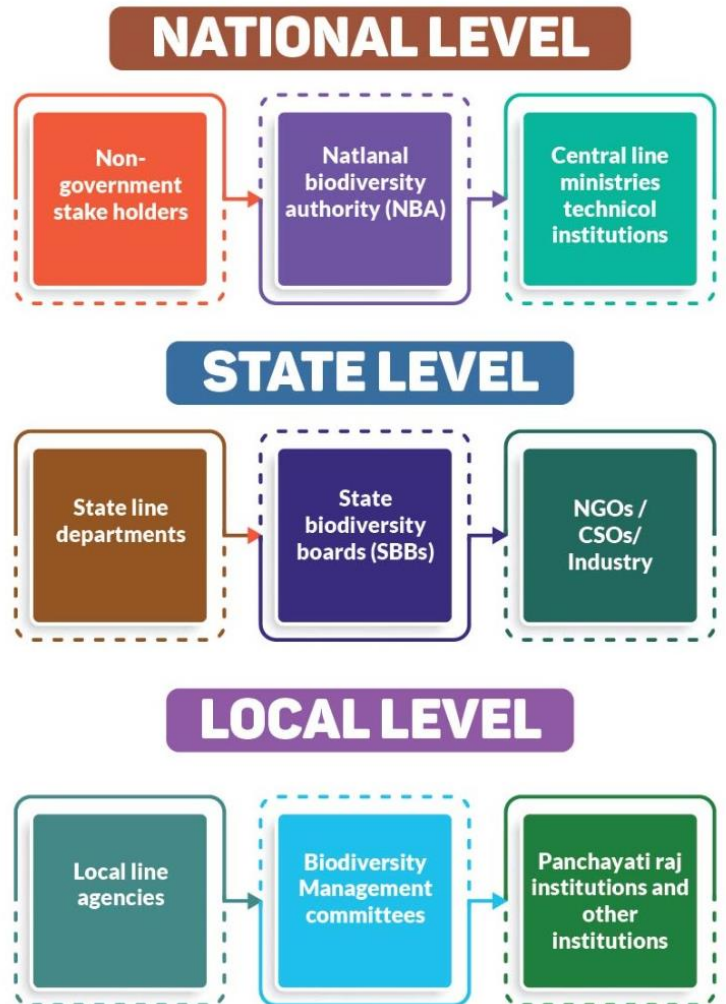 NATIONAL LEVEL
Non-
government
stake holders
Natlanal
biodiversity
authority (NBA)
Central line
ministries
technicol
institutions
STATE LEVEL
State line
departments
State
biodiversity
boards (SBBs)
NGOs /
CSOs/
Industry
LOCAL LEVEL
Local line
agencies
Biodiversity
Management
committees
Panchayati raj
institutions and
other
institutions